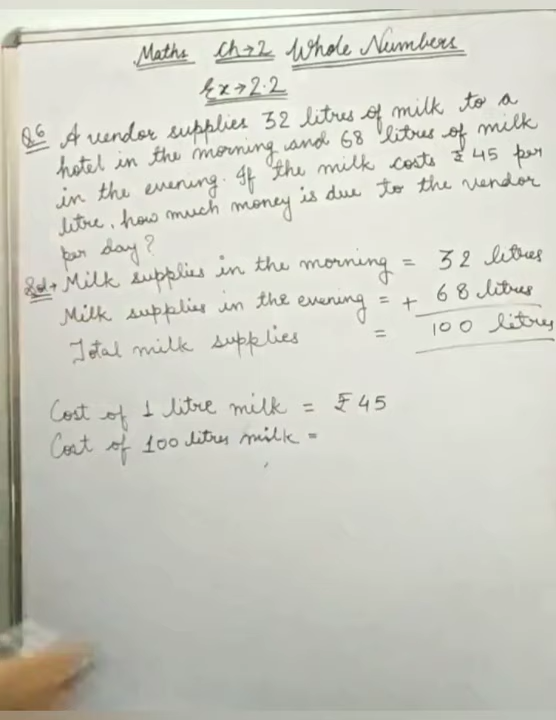 Maths Ch→2 Whole Numbers
Ex→2.2
Q6 A vendor supplies 32 litres of milk to a
hotel in the morning and 68 litres of milk
in the evening. If the milk costs ₹45 per
litre, how much money is due to the vendor
per day?
Sol→ Milk supplies in the morning = 32 litres
Milk supplies in the evening = + 68 litres
Total milk supplies = 100 litres
Cost of 1 litre milk = ₹45
Cost of 100 litres milk =